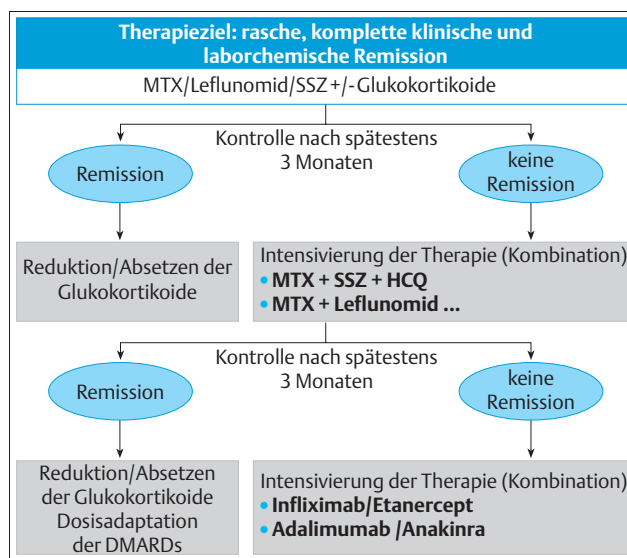 Therapieziel: rasche, komplette klinische und
laborchemische Remission
MTX/Leflunomid/SSZ +/- Glukokortikoide
Kontrolle nach spätestens
3 Monaten
Remission
keine
Remission
Reduktion/Absetzen der
Glukokortikoide
Intensivierung der Therapie (Kombination)
• MTX + SSZ + HCQ
• MTX + Leflunomid ...
Kontrolle nach spätestens
3 Monaten
Remission
keine
Remission
Reduktion/Absetzen
der Glukokortikoide
Dosisadaptation
der DMARDs
Intensivierung der Therapie (Kombination)
• Infliximab/Etanercept
• Adalimumab /Anakinra